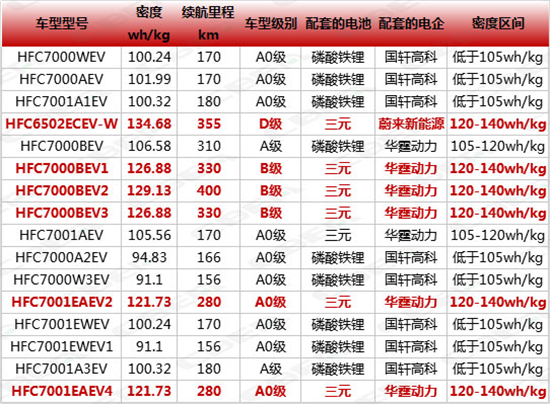 车型型号 密度 wh/kg 续航里程 km 车型级别 配套的电池 配套的电企 密度区间
HFC7000WEV 100.24 170 A0级 磷酸铁锂 国轩高科 低于105wh/kg
HFC7000AEV 101.99 170 A0级 磷酸铁锂 国轩高科 低于105wh/kg
HFC7001A1EV 100.32 180 A0级 磷酸铁锂 国轩高科 低于105wh/kg
HFC6502ECEV-W 134.68 355 D级 三元 蔚来新能源 120-140wh/kg
HFC7000BEV 106.58 310 A级 磷酸铁锂 华霆动力 105-120wh/kg
HFC7000BEV1 126.88 330 B级 三元 华霆动力 120-140wh/kg
HFC7000BEV2 129.13 400 B级 三元 华霆动力 120-140wh/kg
HFC7000BEV3 126.88 330 B级 三元 华霆动力 120-140wh/kg
HFC7001AEV 105.56 170 A0级 三元 华霆动力 105-120wh/kg
HFC7000A2EV 94.83 166 A0级 磷酸铁锂 国轩高科 低于105wh/kg
HFC7000W3EV 91.1 156 A0级 磷酸铁锂 国轩高科 低于105wh/kg
HFC7001EAEV2 121.73 280 A0级 三元 华霆动力 120-140wh/kg
HFC7001EWEV 100.24 170 A0级 磷酸铁锂 国轩高科 低于105wh/kg
HFC7001EWEV1 91.1 156 A0级 磷酸铁锂 国轩高科 低于105wh/kg
HFC7001A3EV 100.32 180 A级 磷酸铁锂 国轩高科 低于105wh/kg
HFC7001EAEV4 121.73 280 A0级 三元 华霆动力 120-140wh/kg